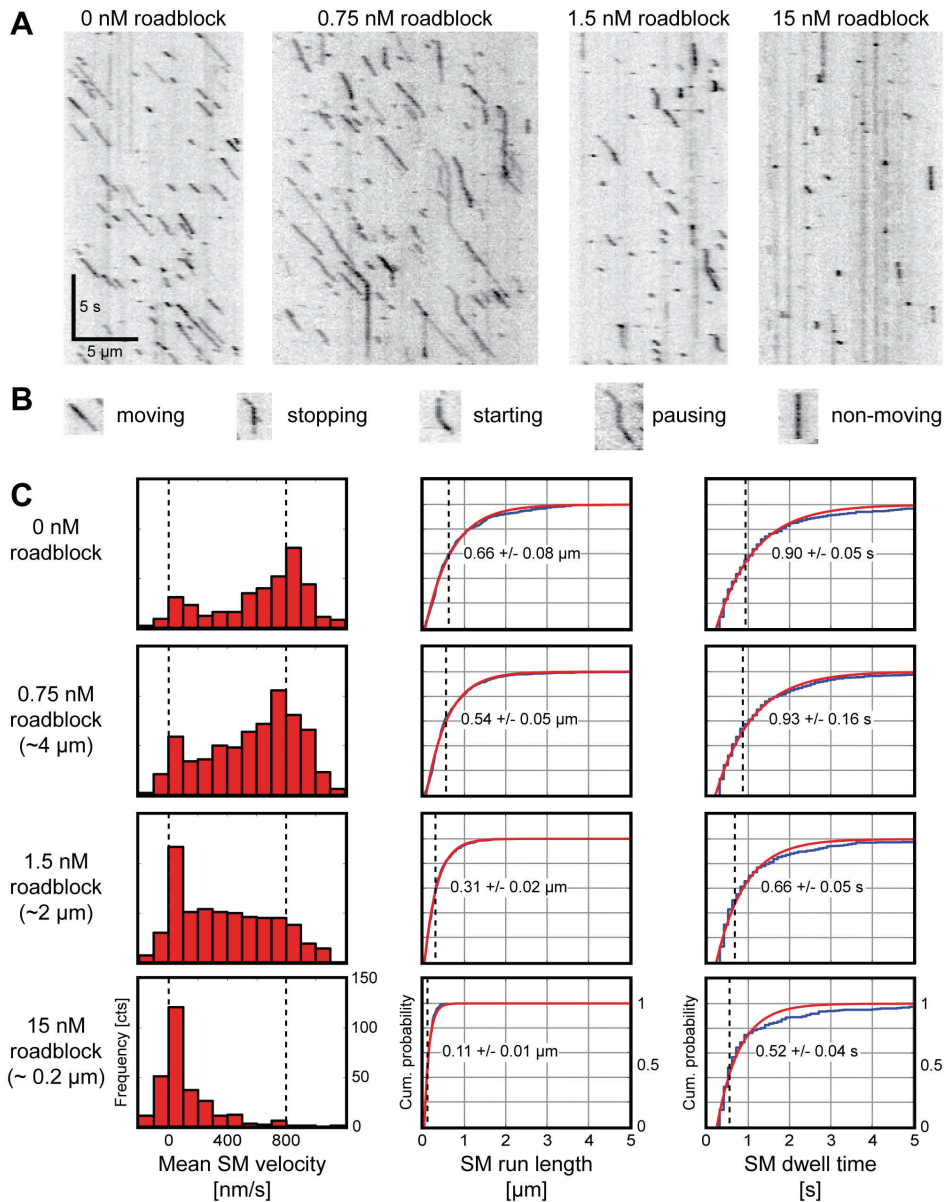 A
0 nM roadblock
0.75 nM roadblock
1.5 nM roadblock
15 nM roadblock
5 s
5 µm
B
moving
stopping
starting
pausing
non-moving
C
0 nM
roadblock
0.66 +/- 0.08 µm
0.90 +/- 0.05 s
0.75 nM
roadblock
(~4 µm)
0.54 +/- 0.05 µm
0.93 +/- 0.16 s
1.5 nM
roadblock
(~2 µm)
0.31 +/- 0.02 µm
0.66 +/- 0.05 s
15 nM
roadblock
(~ 0.2 µm)
Frequency [cts]
150
100
50
0
Cum. probability
0.11 +/- 0.01 µm
1
0.5
0
Cum. probability
0.52 +/- 0.04 s
1
0.5
0
0 400 800
0 1 2 3 4 5
0 1 2 3 4 5
Mean SM velocity
[nm/s]
SM run length
[µm]
SM dwell time
[s]